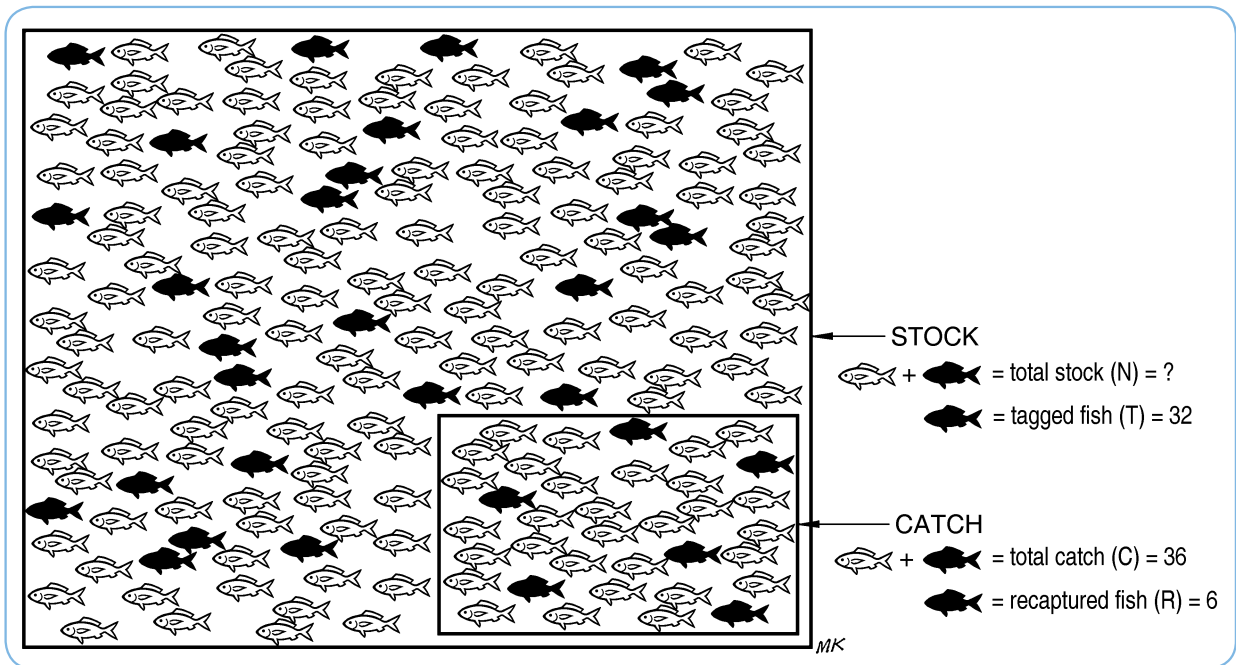 STOCK
+ = total stock (N) = ?
= tagged fish (T) = 32
CATCH
+ = total catch (C) = 36
= recaptured fish (R) = 6
MK